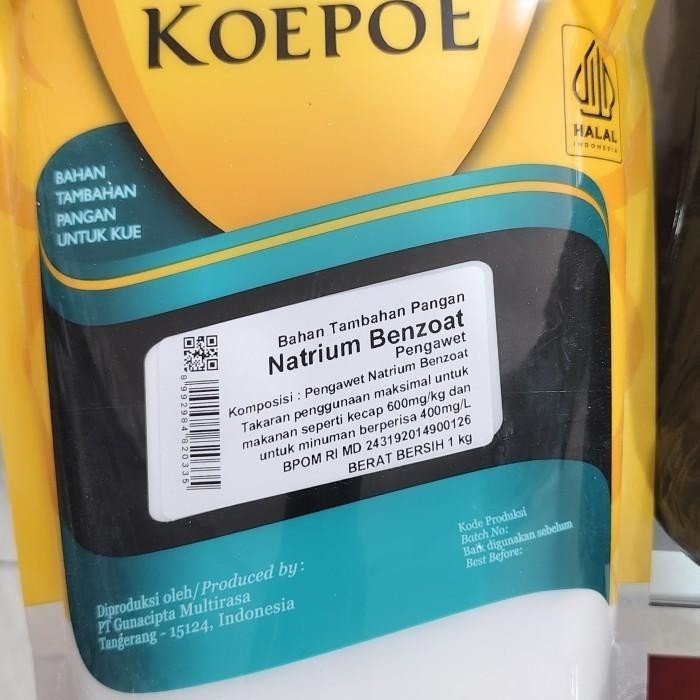 KOEPOE
HALAL
INDONESIA
BAHAN
TAMBAHAN
PANGAN
UNTUK KUE
Bahan Tambahan Pangan
Natrium Benzoat
Pengawet
Komposisi : Pengawet Natrium Benzoat
Takaran penggunaan maksimal untuk
makanan seperti kecap 600mg/kg dan
untuk minuman berperisa 400mg/L
BPOM RI MD 243192014900126
BERAT BERSIH 1 kg
8992984820335
Kode Produksi
Batch No:
Baik digunakan sebelum
Best Before:
Diproduksi oleh/Produced by :
PT Gunacipta Multirasa
Tangerang - 15124, Indonesia